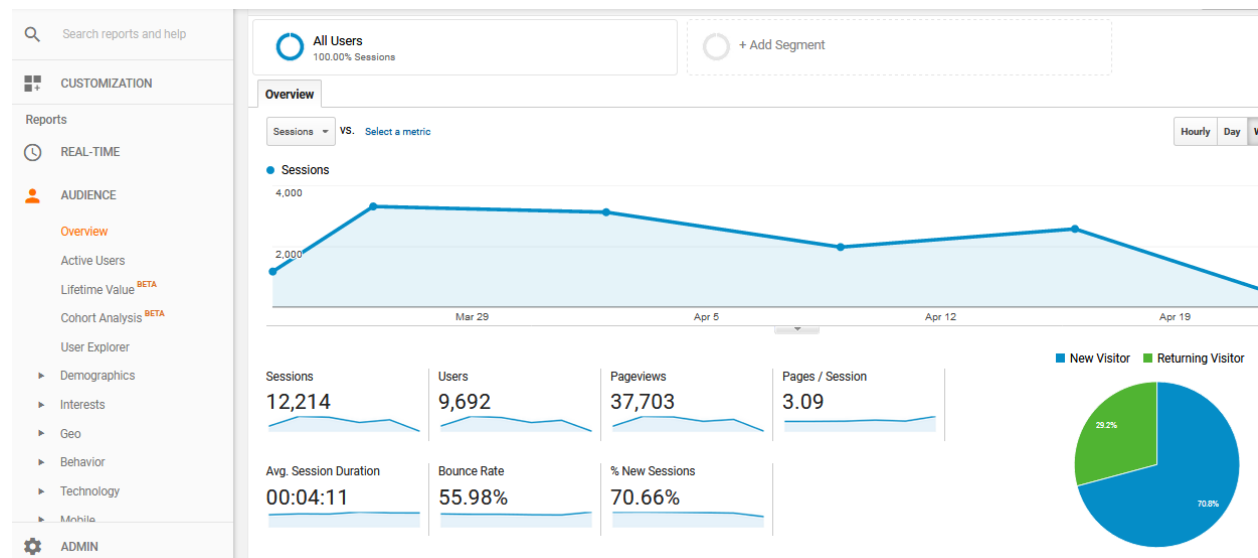 Search reports and help
CUSTOMIZATION
Reports
REAL-TIME
AUDIENCE
Overview
Active Users
Lifetime Value BETA
Cohort Analysis BETA
User Explorer
Demographics
Interests
Geo
Behavior
Technology
Mobile
ADMIN
All Users
100.00% Sessions
+ Add Segment
Overview
Sessions VS. Select a metric
Hourly Day
Sessions
4,000
2,000
Mar 29 Apr 5 Apr 12 Apr 19
New Visitor Returning Visitor
Sessions
12,214
Users
9,692
Pageviews
37,703
Pages / Session
3.09
Avg. Session Duration
00:04:11
Bounce Rate
55.98%
% New Sessions
70.66%
29.2%
70.8%